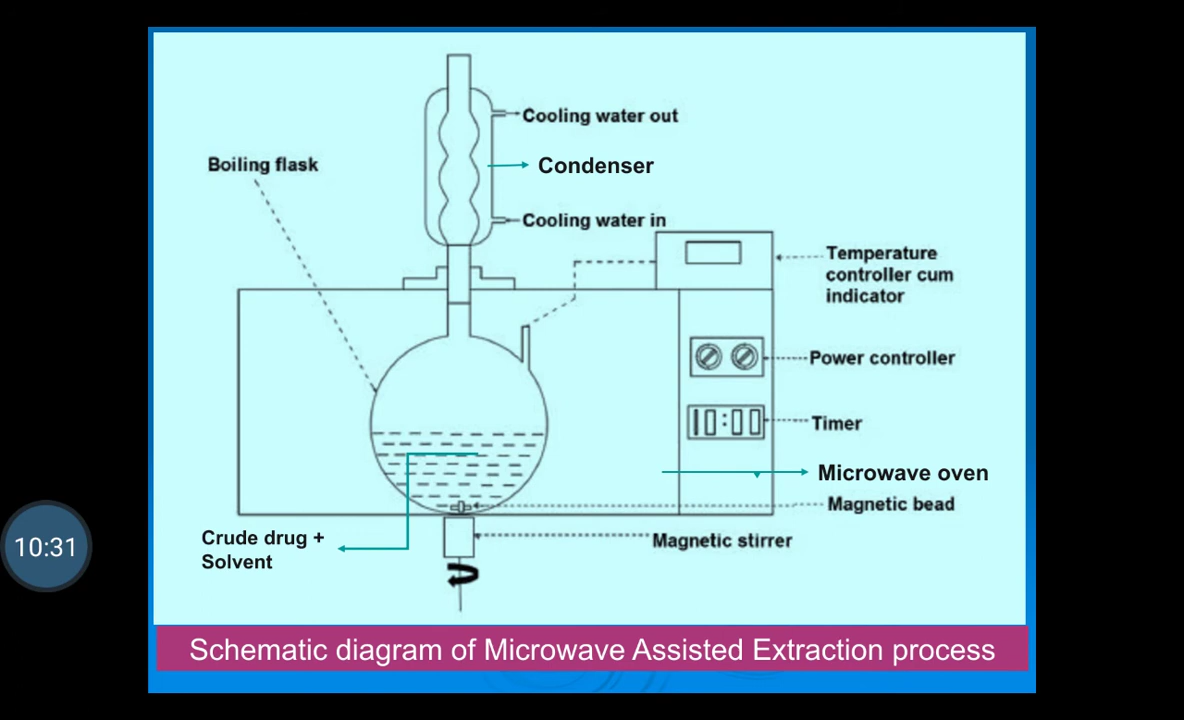 Cooling water out
Boiling flask
Condenser
Cooling water in
Temperature
controller cum
indicator
Power controller
10:00
Timer
Microwave oven
Magnetic bead
Crude drug +
Solvent
Magnetic stirrer
10:31
Schematic diagram of Microwave Assisted Extraction process